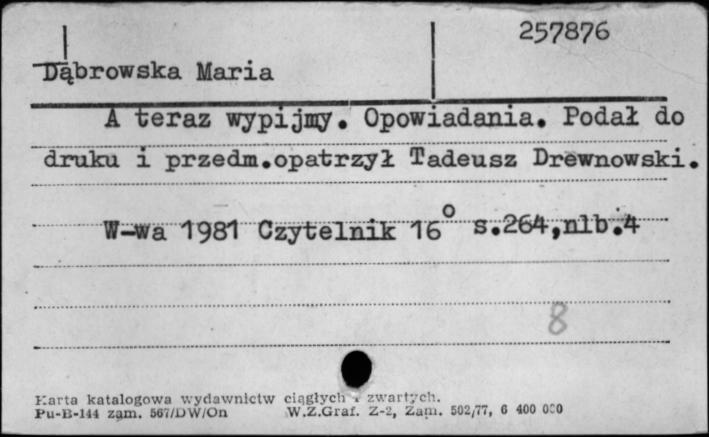 257876
Dąbrowska Maria
A teraz wypijmy. Opowiadania. Podał do
druku i przedm.opatrzył Tadeusz Drewnowski.
W-wa 1981 Czytelnik 16° s.264,nlb.4
8
Karta katalogowa wydawnictw ciągłych i zwartych.
Pu-B-144 zam. 567/DW/On W.Z.Graf. Z-2, Zam. 502/77, 6 400 000